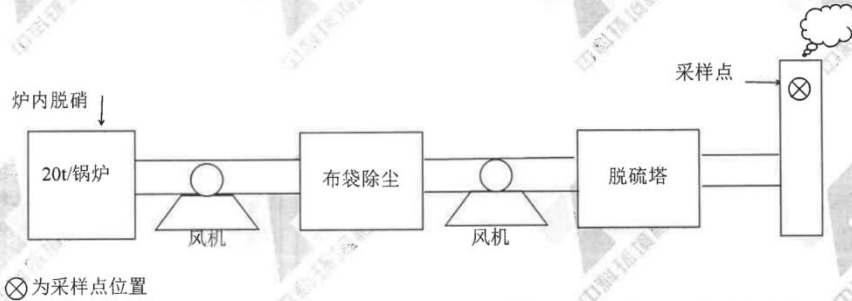 采样点
炉内脱硝
20t/锅炉
布袋除尘
脱硫塔
风机
风机
⊗为采样点位置